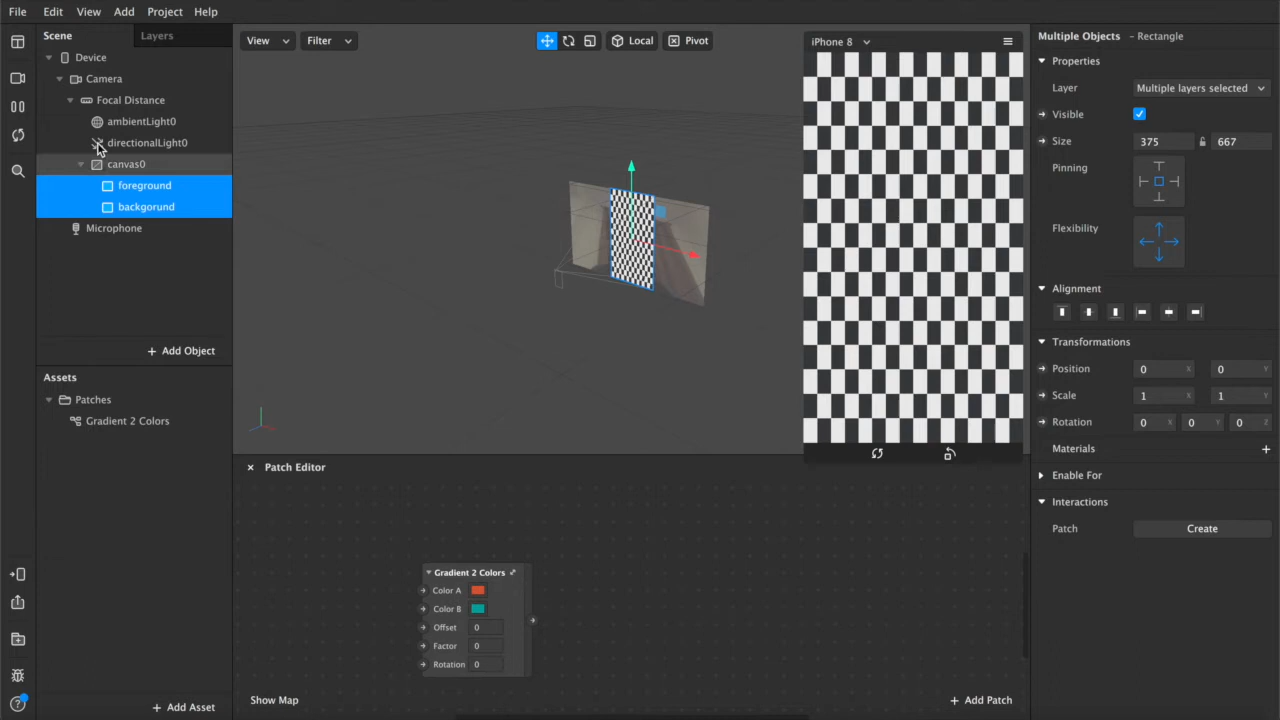 File Edit View Add Project Help
Scene Layers
Device
Camera
Focal Distance
ambientLight0
directionalLight0
canvas0
foreground
backgorund
Microphone
+ Add Object
Assets
Patches
Gradient 2 Colors
+ Add Asset
View Filter Local Pivot
iPhone 8
× Patch Editor
Gradient 2 Colors
Color A
Color B
Offset 0
Factor 0
Rotation 0
Show Map + Add Patch
Multiple Objects - Rectangle
Properties
Layer Multiple layers selected
Visible
Size 375 667
Pinning
Flexibility
Alignment
Transformations
Position 0 X 0 Y
Scale 1 X 1 Y
Rotation 0 X 0 Y 0 Z
Materials +
Enable For
Interactions
Patch Create